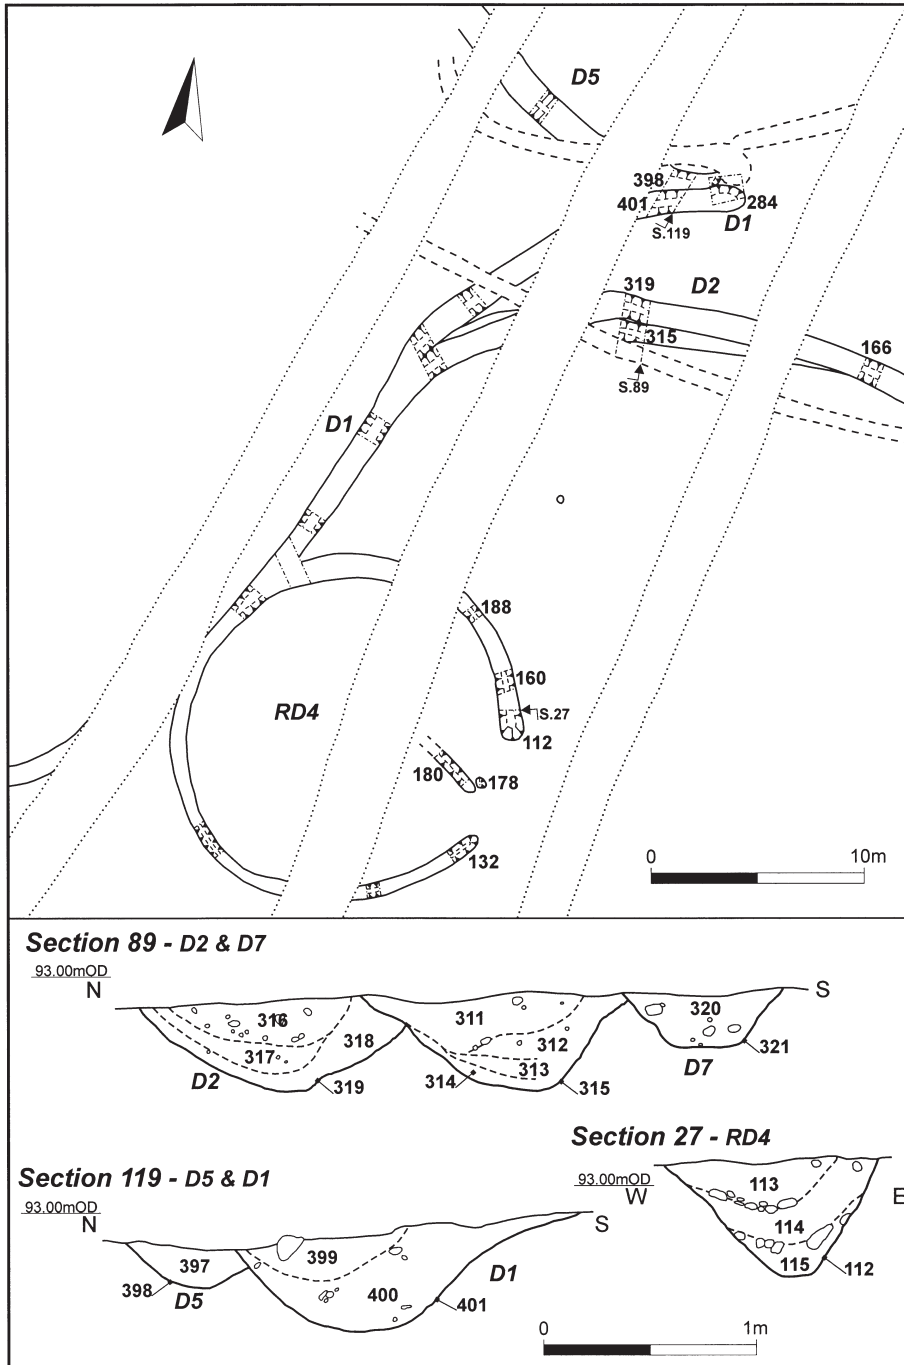 D5
398
401
284
D1
S.119
319
D2
315
166
S.89
D1
188
160
RD4
S.27
112
180
178
132
0 10m
Section 89 - D2 & D7
93.00mOD
N S
316 311 320
317 318 312
D2 313 D7 321
319 314 315
Section 27 - RD4
93.00mOD
W E
113
114
115 112
Section 119 - D5 & D1
93.00mOD
N S
397 399
398 D5 400 D1
401
0 1m